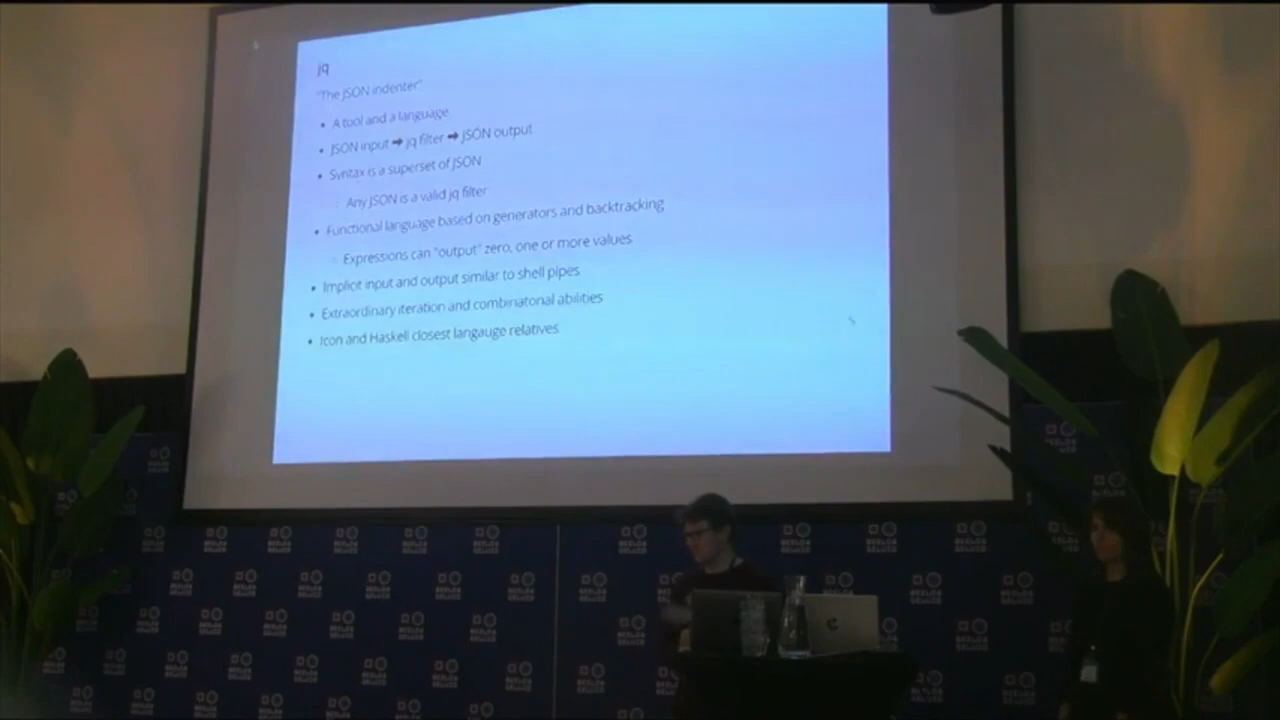 jq
"The JSON indenter"
• A tool and a language
• JSON input ➡ jq filter ➡ JSON output
• Syntax is a superset of JSON
◦ Any JSON is a valid jq filter
• Functional language based on generators and backtracking
◦ Expressions can "output" zero, one or more values
• Implicit input and output similar to shell pipes
• Extraordinary iteration and combinatorial abilities
• Icon and Haskell closest langauge relatives